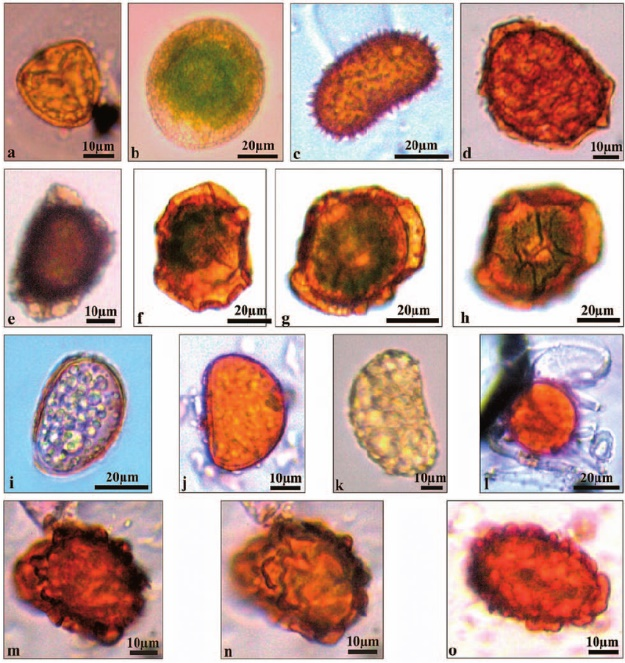 a 10µm b 20µm c 20µm d 10µm
e 10µm f 20µm g 20µm h 20µm
i 20µm j 10µm k 10µm l 20µm
m 10µm n 10µm o 10µm